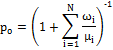 p₀ = (1 + ∑_{i=1}^{N} ω_i/μ_i)^{-1}